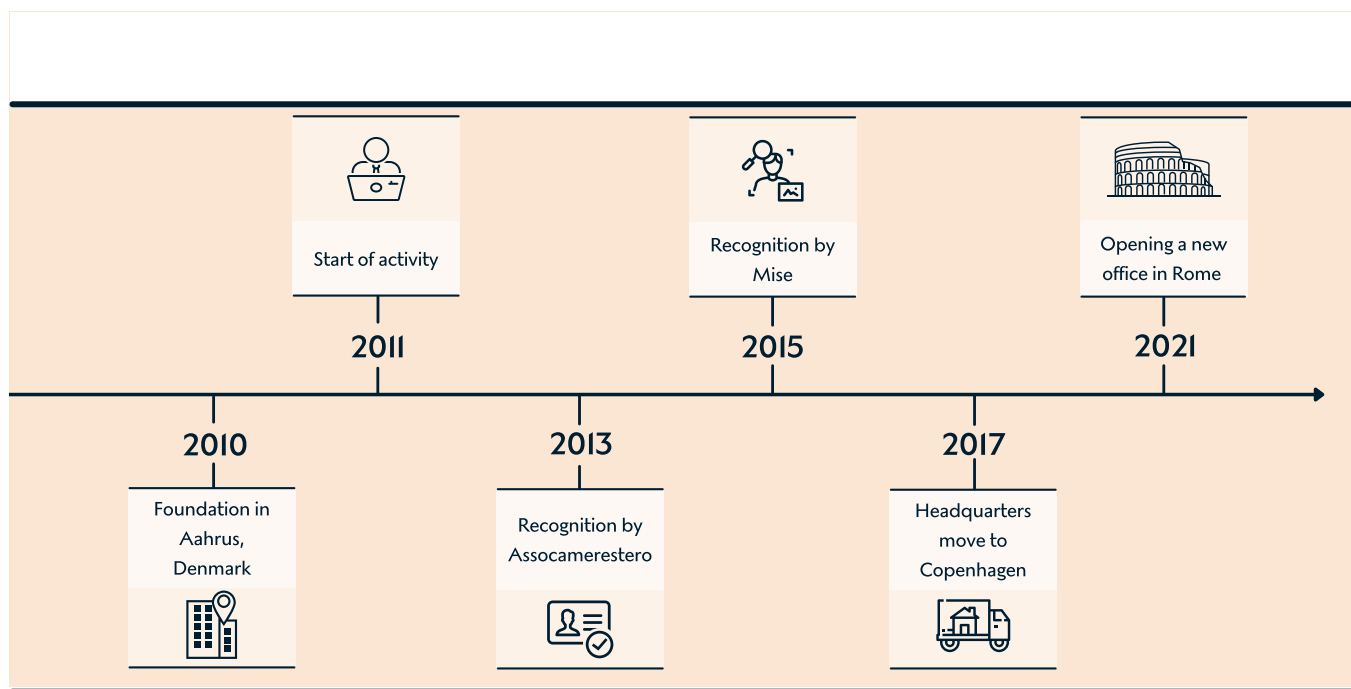 Start of activity
2011
Recognition by
Mise
2015
Opening a new
office in Rome
2021
2010
Foundation in
Aahrus,
Denmark
2013
Recognition by
Assocamerestero
2017
Headquarters
move to
Copenhagen